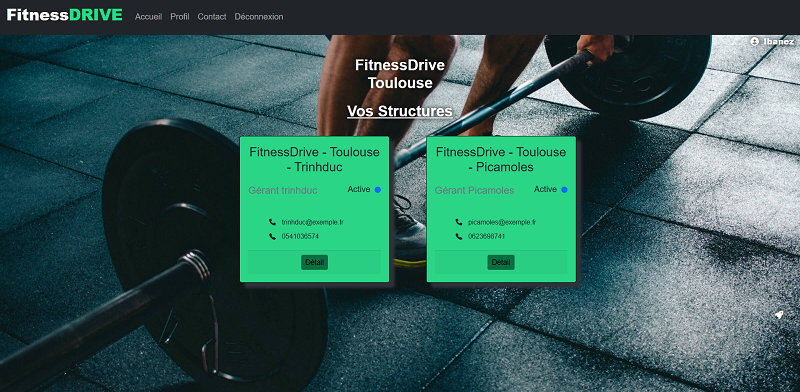 FitnessDRIVE Accueil Profil Contact Déconnexion
Ibanez
FitnessDrive
Toulouse
Vos Structures
FitnessDrive - Toulouse
- Trinhduc
Gérant trinhduc Active
trinhduc@exemple.fr
0541036574
Détail
FitnessDrive - Toulouse
- Picamoles
Gérant Picamoles Active
picamoles@exemple.fr
0623698741
Détail